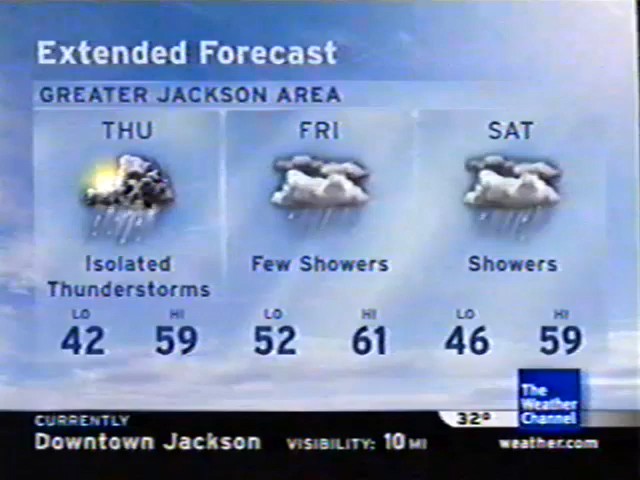 Extended Forecast
GREATER JACKSON AREA
THU FRI SAT
Isolated Thunderstorms
Few Showers
Showers
LO HI LO HI LO HI
42 59 52 61 46 59
The Weather Channel
CURRENTLY 32°
Downtown Jackson VISIBILITY: 10 MI weather.com